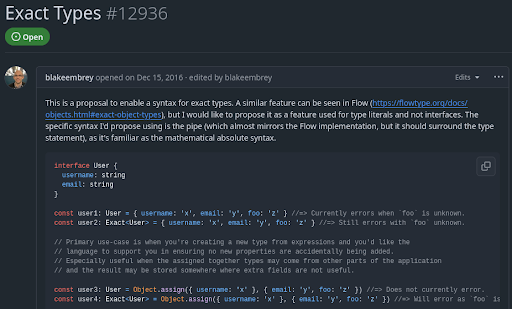 Exact Types #12936
Open
blakeembrey opened on Dec 15, 2016 · edited by blakeembrey Edits
This is a proposal to enable a syntax for exact types. A similar feature can be seen in Flow (https://flowtype.org/docs/
objects.html#exact-object-types), but I would like to propose it as a feature used for type literals and not interfaces. The
specific syntax I'd propose using is the pipe (which almost mirrors the Flow implementation, but it should surround the type
statement), as it's familiar as the mathematical absolute syntax.
interface User {
username: string
email: string
}
const user1: User = { username: 'x', email: 'y', foo: 'z' } //=> Currently errors when `foo` is unknown.
const user2: Exact<User> = { username: 'x', email: 'y', foo: 'z' } //=> Still errors with `foo` unknown.
// Primary use-case is when you're creating a new type from expressions and you'd like the
// language to support you in ensuring no new properties are accidentally being added.
// Especially useful when the assigned together types may come from other parts of the application
// and the result may be stored somewhere where extra fields are not useful.
const user3: User = Object.assign({ username: 'x' }, { email: 'y', foo: 'z' }) //=> Does not currently error.
const user4: Exact<User> = Object.assign({ username: 'x' }, { email: 'y', foo: 'z' }) //=> Will error as `foo` is